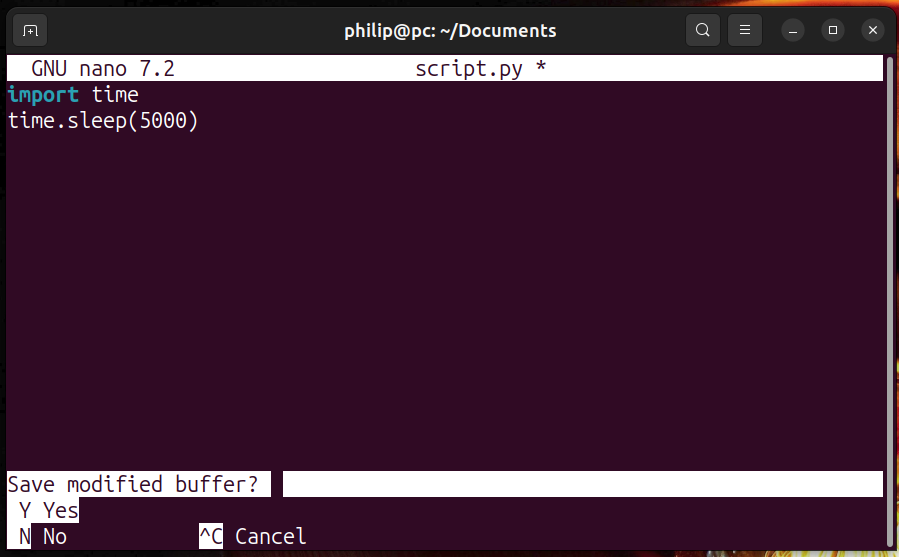 philip@pc: ~/Documents
GNU nano 7.2 script.py *
import time
time.sleep(5000)
Save modified buffer?
Y Yes
N No ^C Cancel